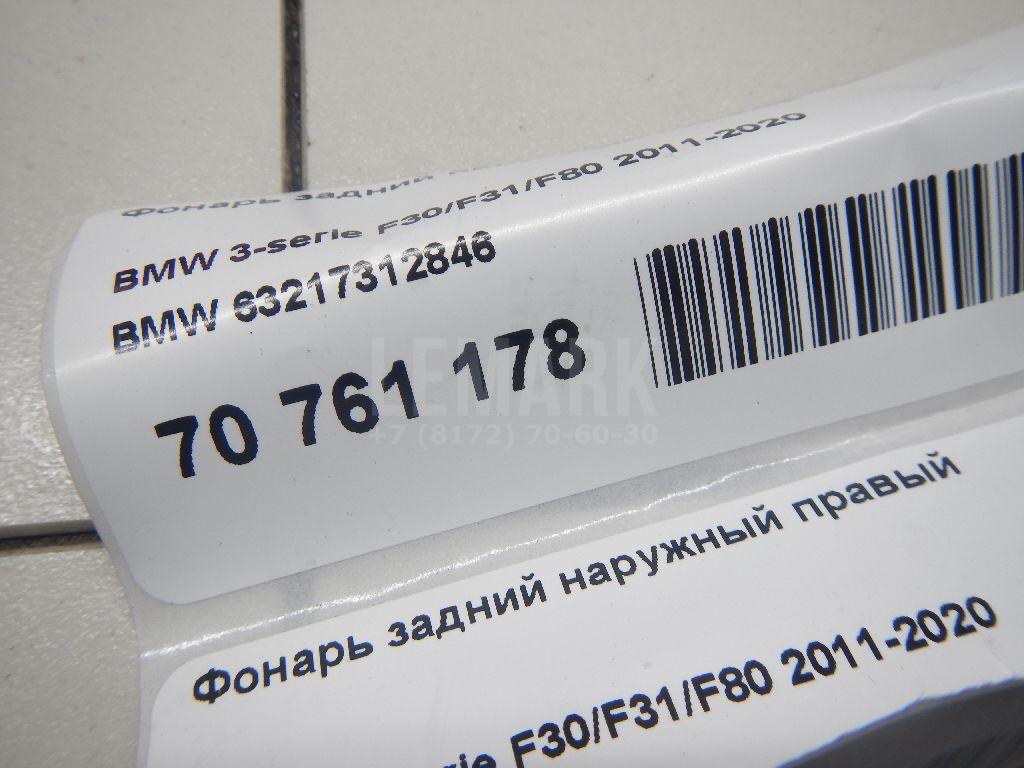 Фонарь задний
BMW 3-serie F30/F31/F80 2011-2020
BMW 63217312846
70 761 178
LEMARK
+7 (8172) 70-60-30
Фонарь задний наружный правый
F30/F31/F80 2011-2020